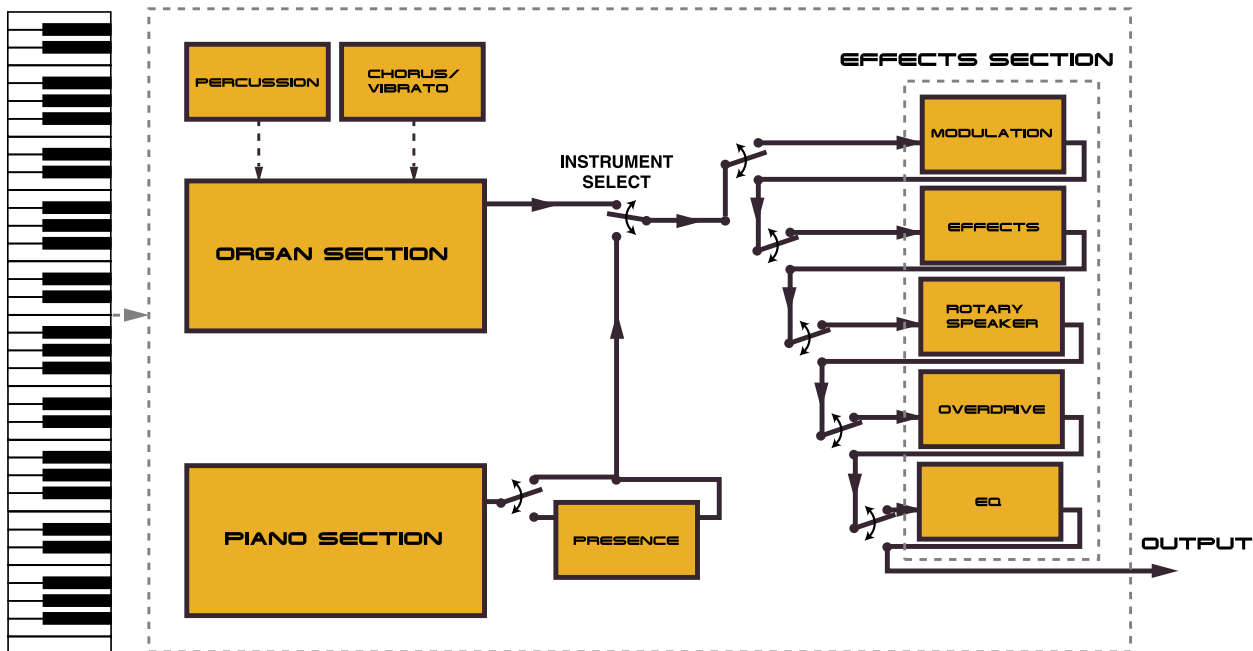 EFFECTS SECTION
PERCUSSION
CHORUS/
VIBRATO
MODULATION
INSTRUMENT
SELECT
ORGAN SECTION
EFFECTS
ROTARY
SPEAKER
OVERDRIVE
PIANO SECTION
PRESENCE
EQ
OUTPUT